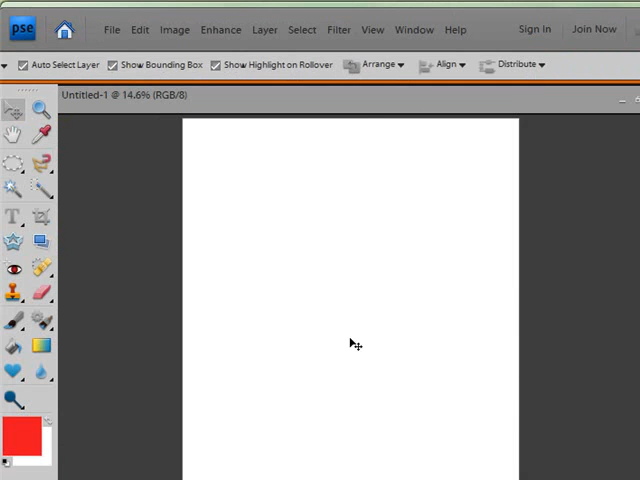 pse File Edit Image Enhance Layer Select Filter View Window Help Sign In Join Now
Auto Select Layer Show Bounding Box Show Highlight on Rollover Arrange Align Distribute
Untitled-1 @ 14.6% (RGB/8)
T